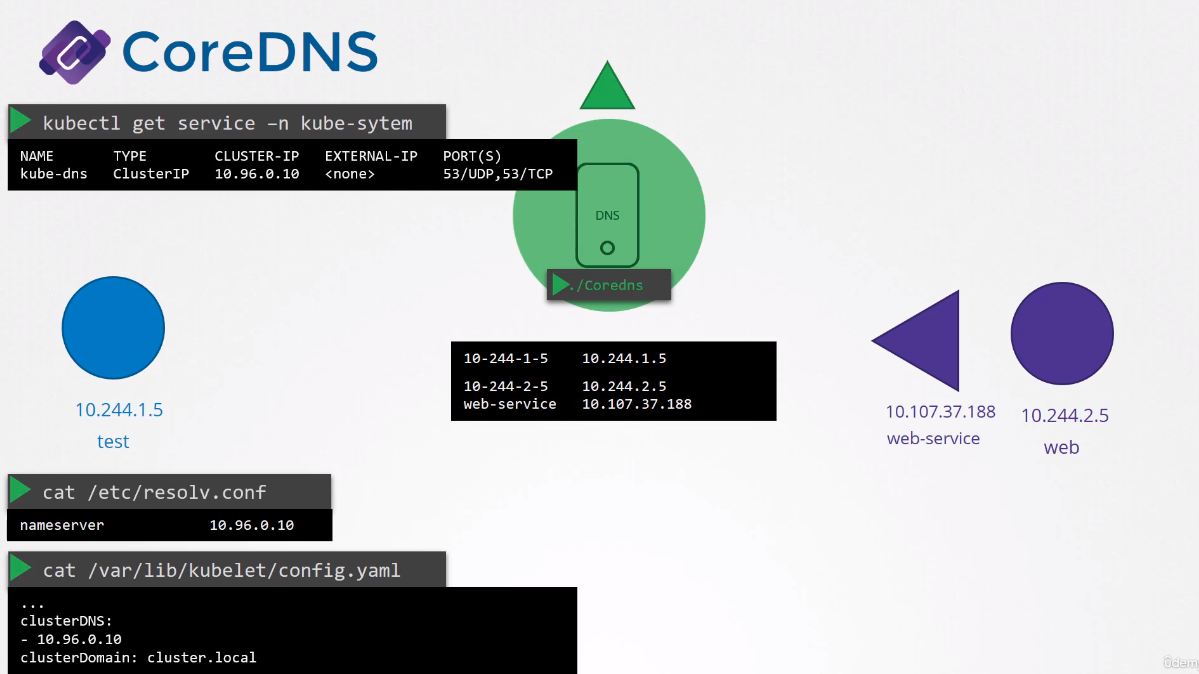 CoreDNS
kubectl get service –n kube-sytem
NAME TYPE CLUSTER-IP EXTERNAL-IP PORT(S)
kube-dns ClusterIP 10.96.0.10 <none> 53/UDP,53/TCP
DNS
./Coredns
10-244-1-5 10.244.1.5
10-244-2-5 10.244.2.5
web-service 10.107.37.188
10.244.1.5
test
10.107.37.188
web-service
10.244.2.5
web
cat /etc/resolv.conf
nameserver 10.96.0.10
cat /var/lib/kubelet/config.yaml
...
clusterDNS:
- 10.96.0.10
clusterDomain: cluster.local